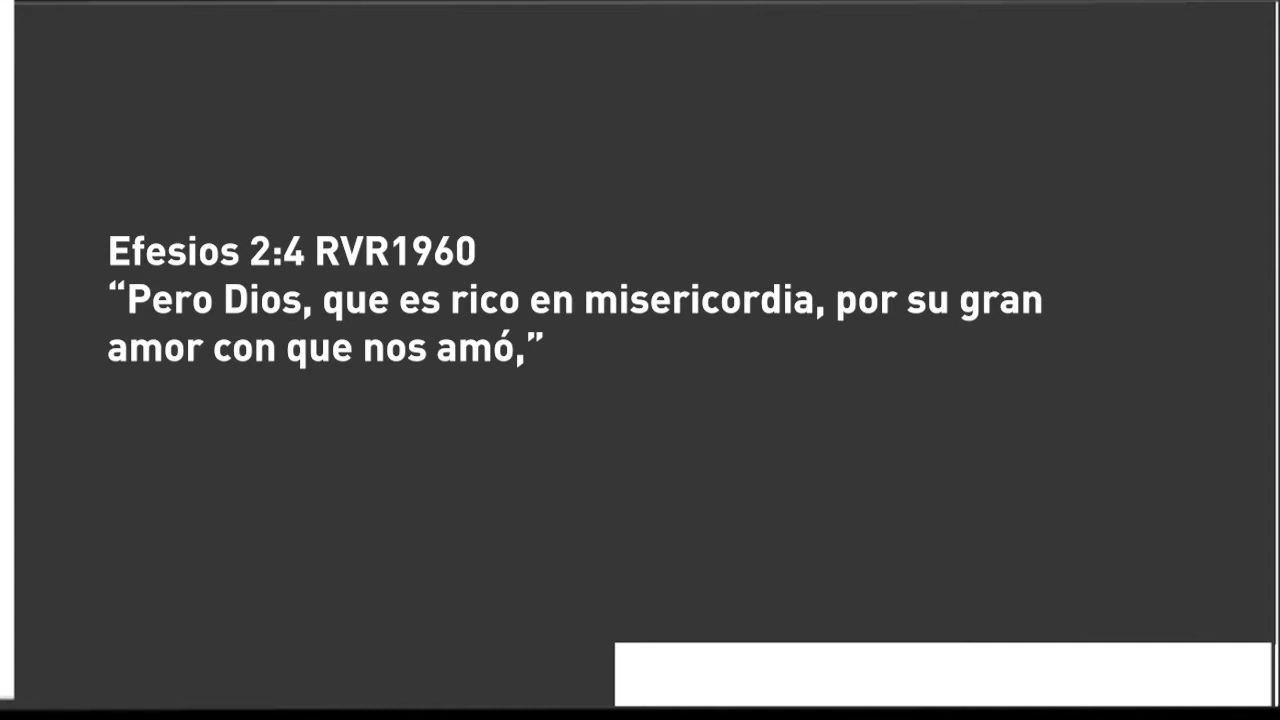 Efesios 2:4 RVR1960
“Pero Dios, que es rico en misericordia, por su gran
amor con que nos amó,”